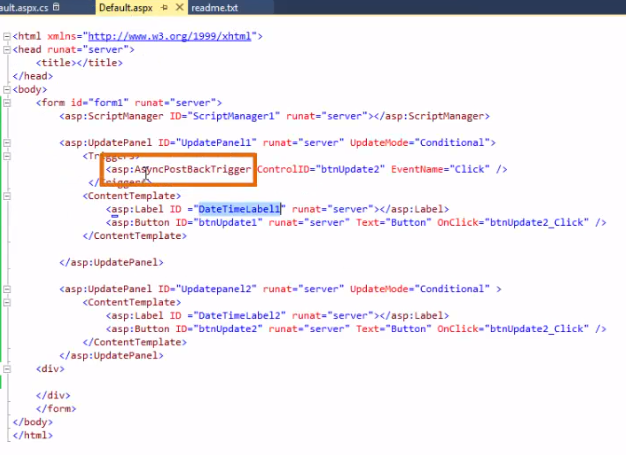 ault.aspx.cs Default.aspx readme.txt
<html xmlns="http://www.w3.org/1999/xhtml">
<head runat="server">
<title></title>
</head>
<body>
<form id="form1" runat="server">
<asp:ScriptManager ID="ScriptManager1" runat="server"></asp:ScriptManager>
<asp:UpdatePanel ID="UpdatePanel1" runat="server" UpdateMode="Conditional">
<Triggers>
<asp:AsyncPostBackTrigger ControlID="btnUpdate2" EventName="Click" />
</Triggers>
<ContentTemplate>
<asp:Label ID ="DateTimeLabel1" runat="server"></asp:Label>
<asp:Button ID="btnUpdate1" runat="server" Text="Button" OnClick="btnUpdate2_Click" />
</ContentTemplate>
</asp:UpdatePanel>
<asp:UpdatePanel ID="Updatepanel2" runat="server" UpdateMode="Conditional" >
<ContentTemplate>
<asp:Label ID ="DateTimeLabel2" runat="server"></asp:Label>
<asp:Button ID="btnUpdate2" runat="server" Text="Button" OnClick="btnUpdate2_Click" />
</ContentTemplate>
</asp:UpdatePanel>
<div>
</div>
</form>
</body>
</html>